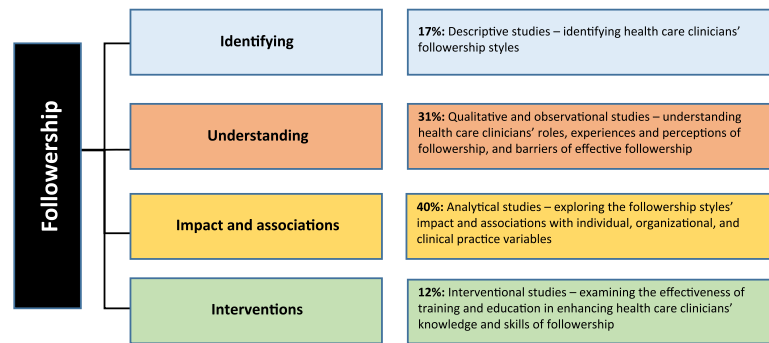 Followership
Identifying
17%: Descriptive studies – identifying health care clinicians’
followership styles
Understanding
31%: Qualitative and observational studies – understanding
health care clinicians’ roles, experiences and perceptions of
followership, and barriers of effective followership
Impact and associations
40%: Analytical studies – exploring the followership styles’
impact and associations with individual, organizational, and
clinical practice variables
Interventions
12%: Interventional studies – examining the effectiveness of
training and education in enhancing health care clinicians’
knowledge and skills of followership